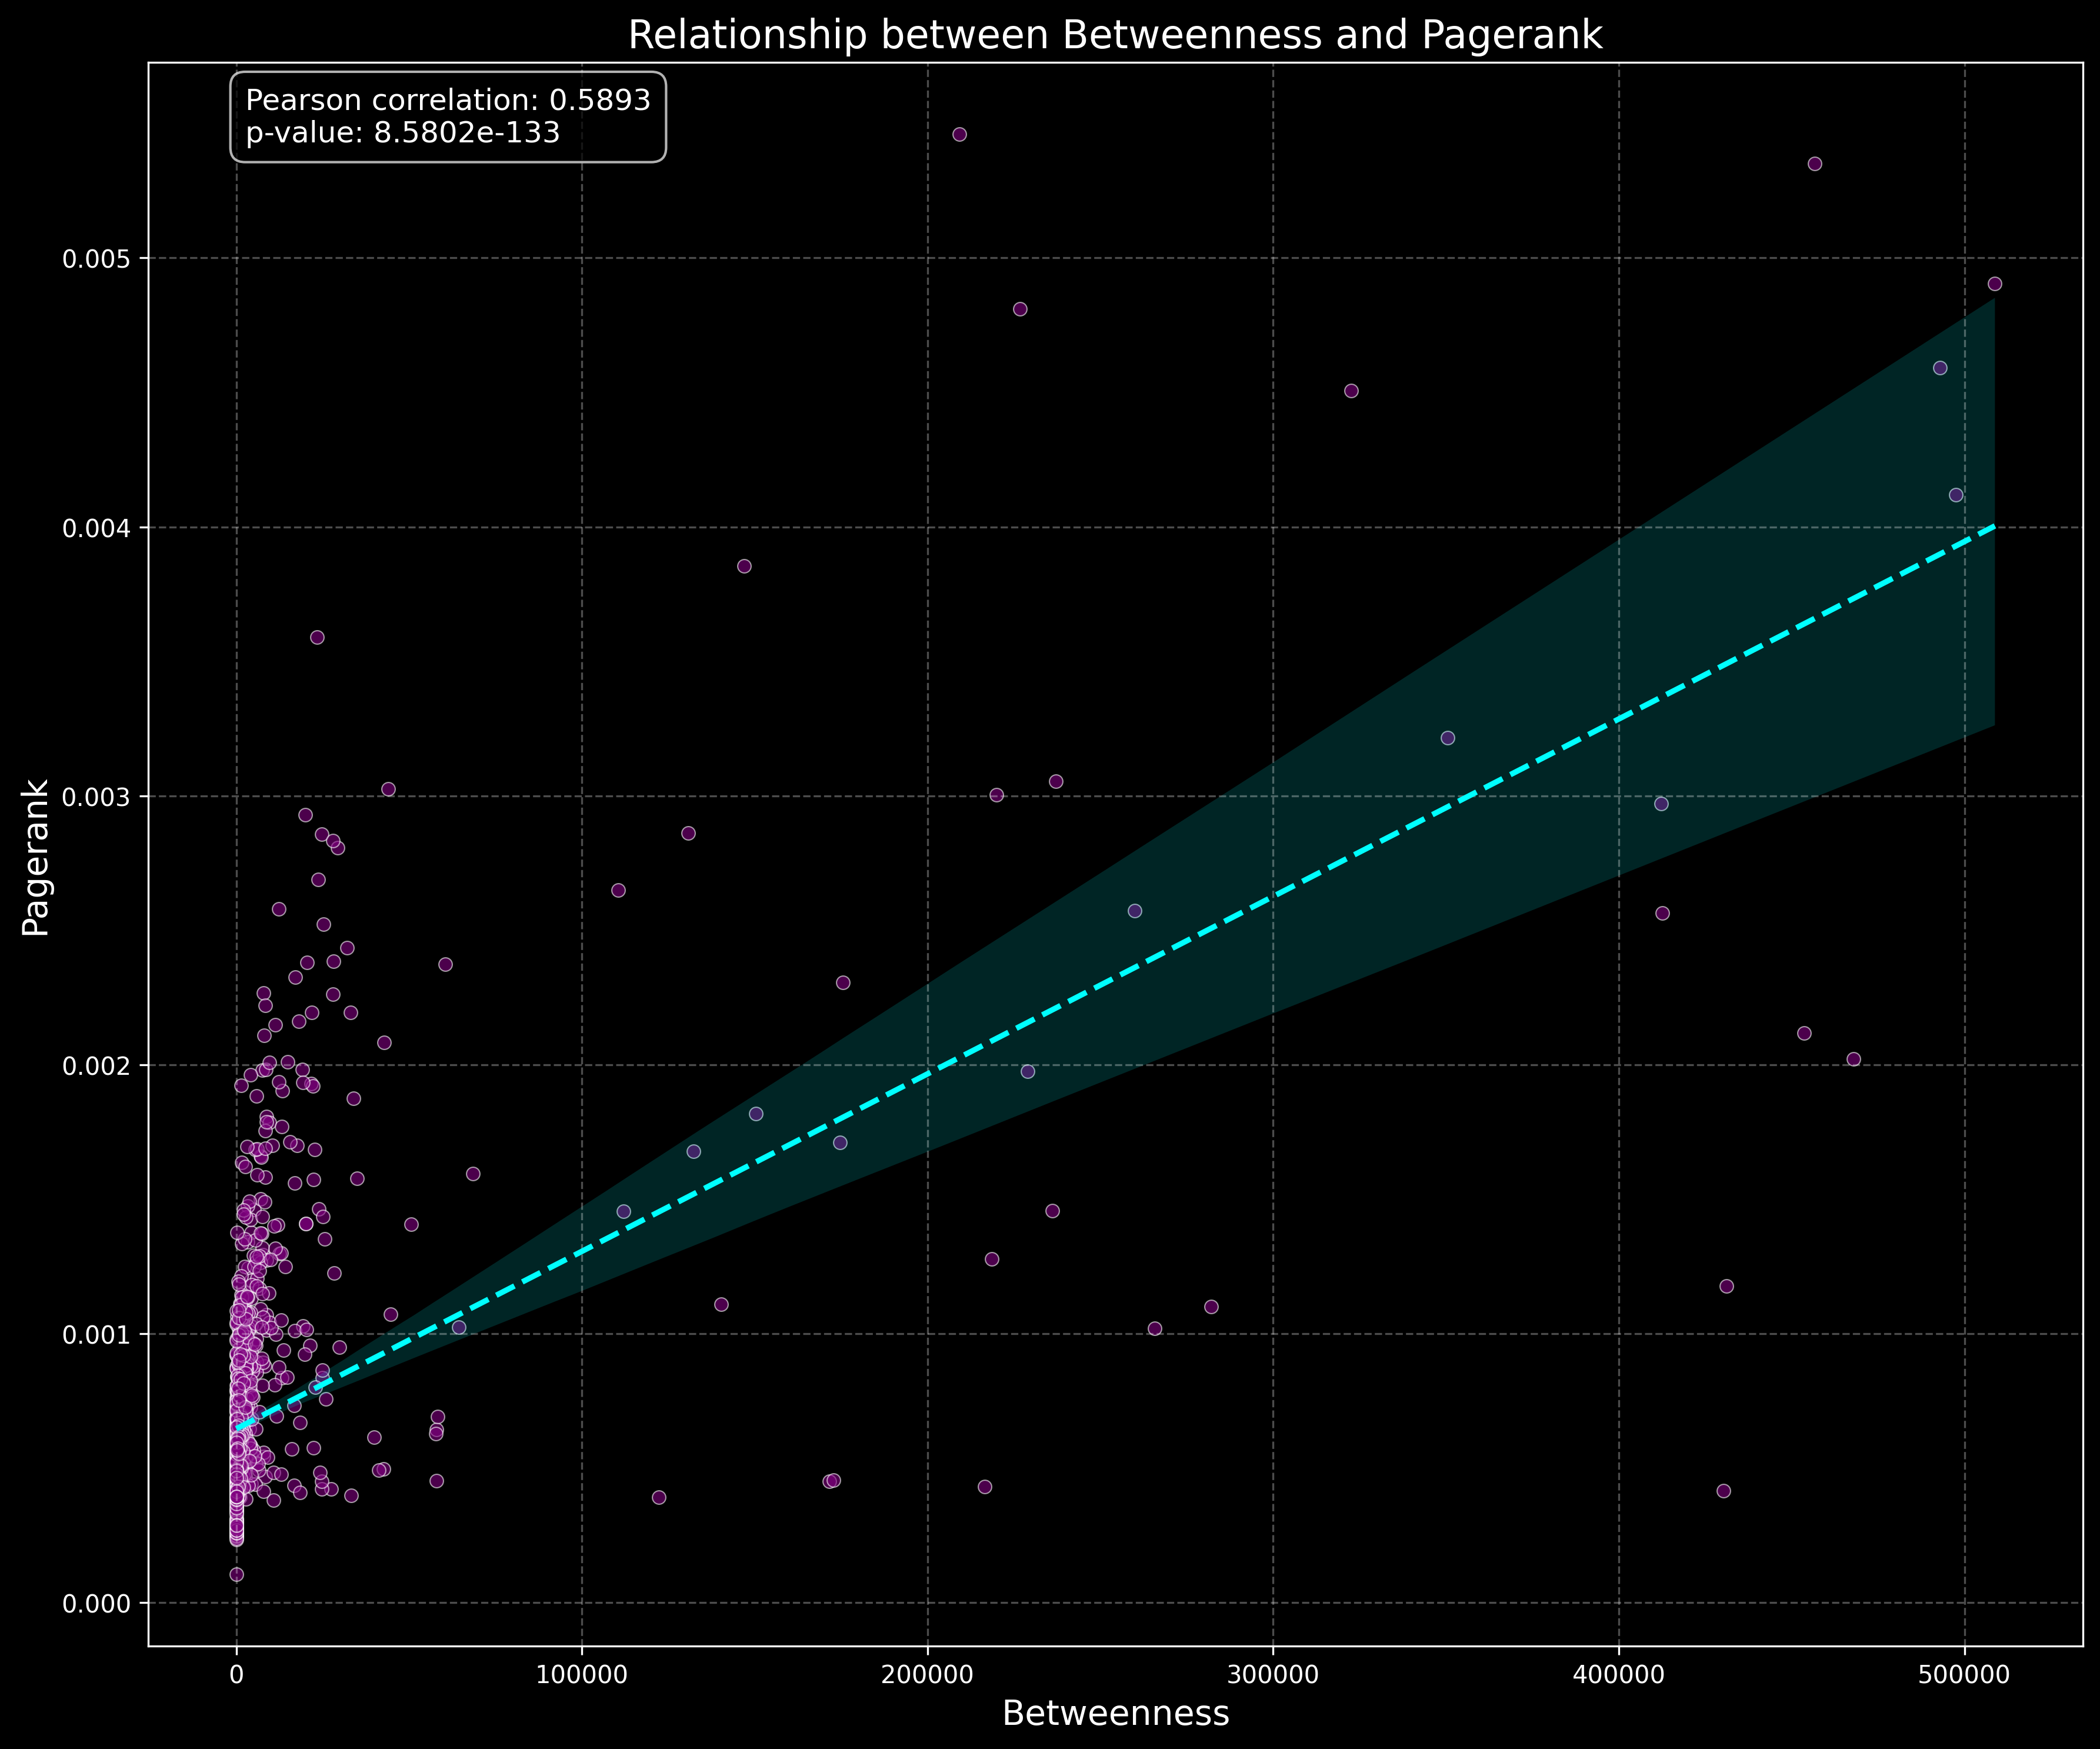 Relationship between Betweenness and Pagerank
Pearson correlation: 0.5893
p-value: 8.5802e-133
Pagerank
0.005
0.004
0.003
0.002
0.001
0.000
0
100000
200000
300000
400000
500000
Betweenness